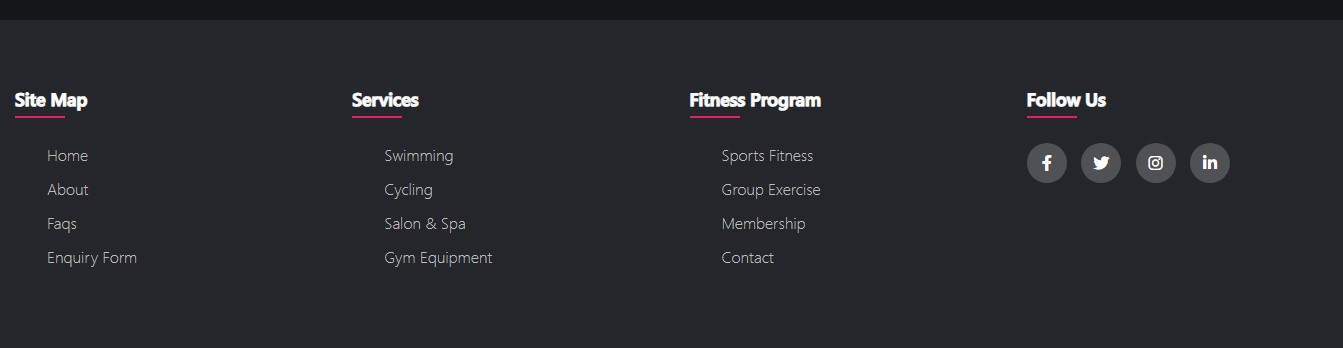 Site Map
Home
About
Faqs
Enquiry Form
Services
Swimming
Cycling
Salon & Spa
Gym Equipment
Fitness Program
Sports Fitness
Group Exercise
Membership
Contact
Follow Us